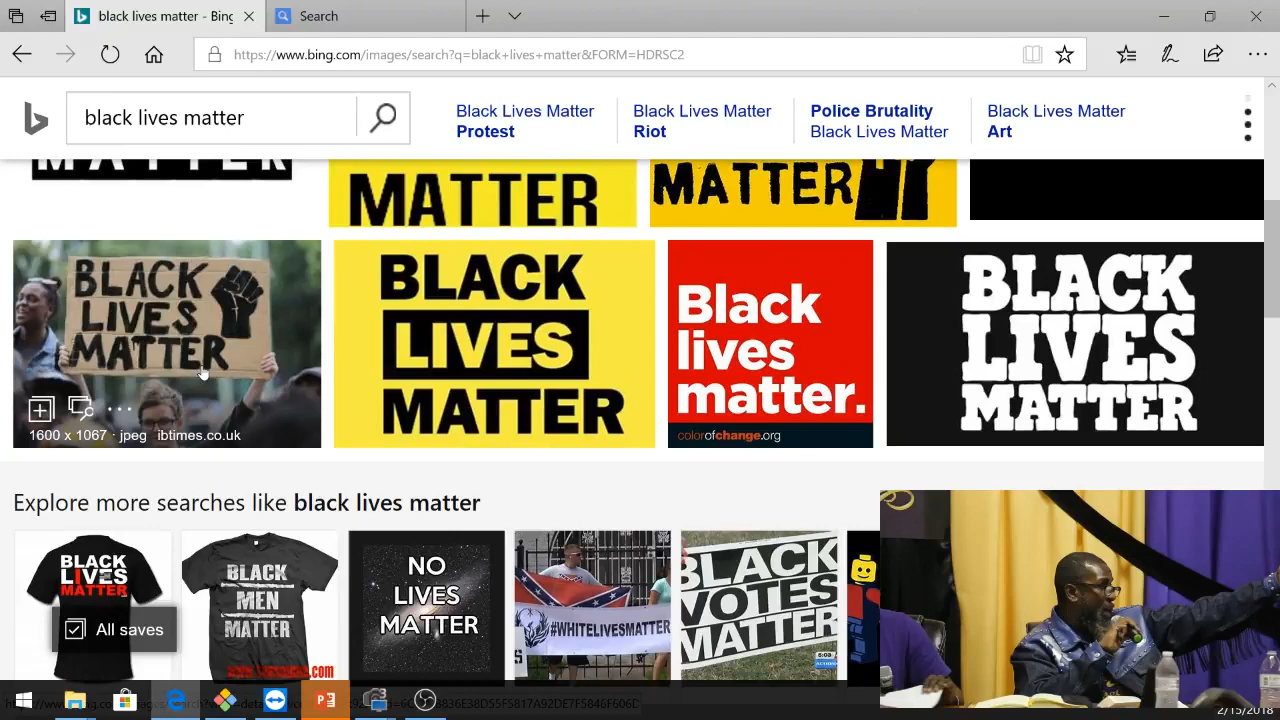 black lives matter - Bing
Search
https://www.bing.com/images/search?q=black+lives+matter&FORM=HDRSC2
black lives matter
Black Lives Matter
Protest
Black Lives Matter
Riot
Police Brutality
Black Lives Matter
Black Lives Matter
Art
MATTER
MATTER
MATTER
BLACK
LIVES
MATTER
1600 x 1067 · jpeg ibtimes.co.uk
BLACK
LIVES
MATTER
Black
lives
matter.
colorofchange.org
BLACK
LIVES
MATTER
Explore more searches like black lives matter
BLACK
LIVES
MATTER
All saves
BLACK
MEN
MATTER
NO
LIVES
MATTER
#WHITELIVESMATTER
BLACK
VOTES
MATTER
2/15/2018